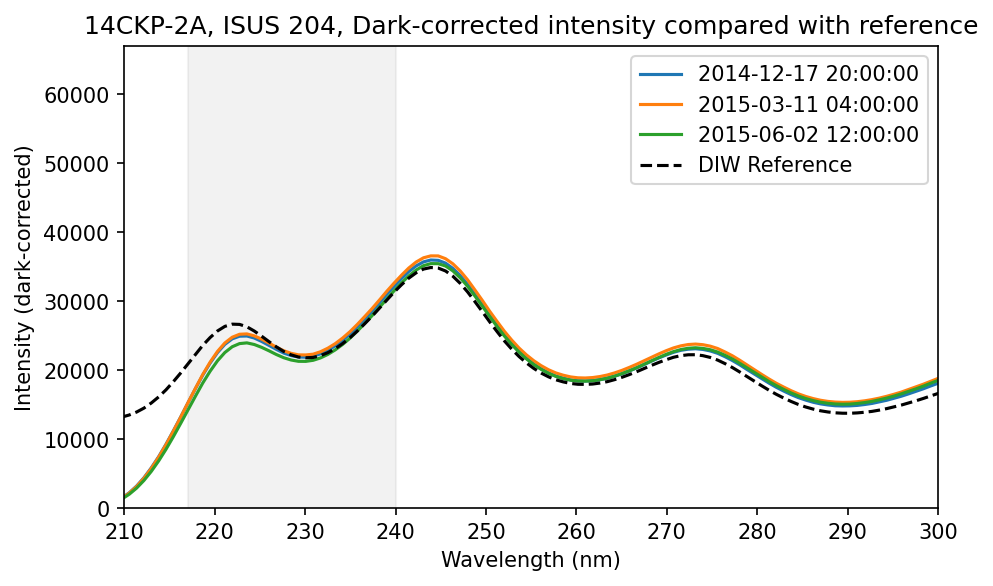 14CKP-2A, ISUS 204, Dark-corrected intensity compared with reference
2014-12-17 20:00:00
2015-03-11 04:00:00
2015-06-02 12:00:00
DIW Reference
Intensity (dark-corrected)
60000
50000
40000
30000
20000
10000
0
210 220 230 240 250 260 270 280 290 300
Wavelength (nm)